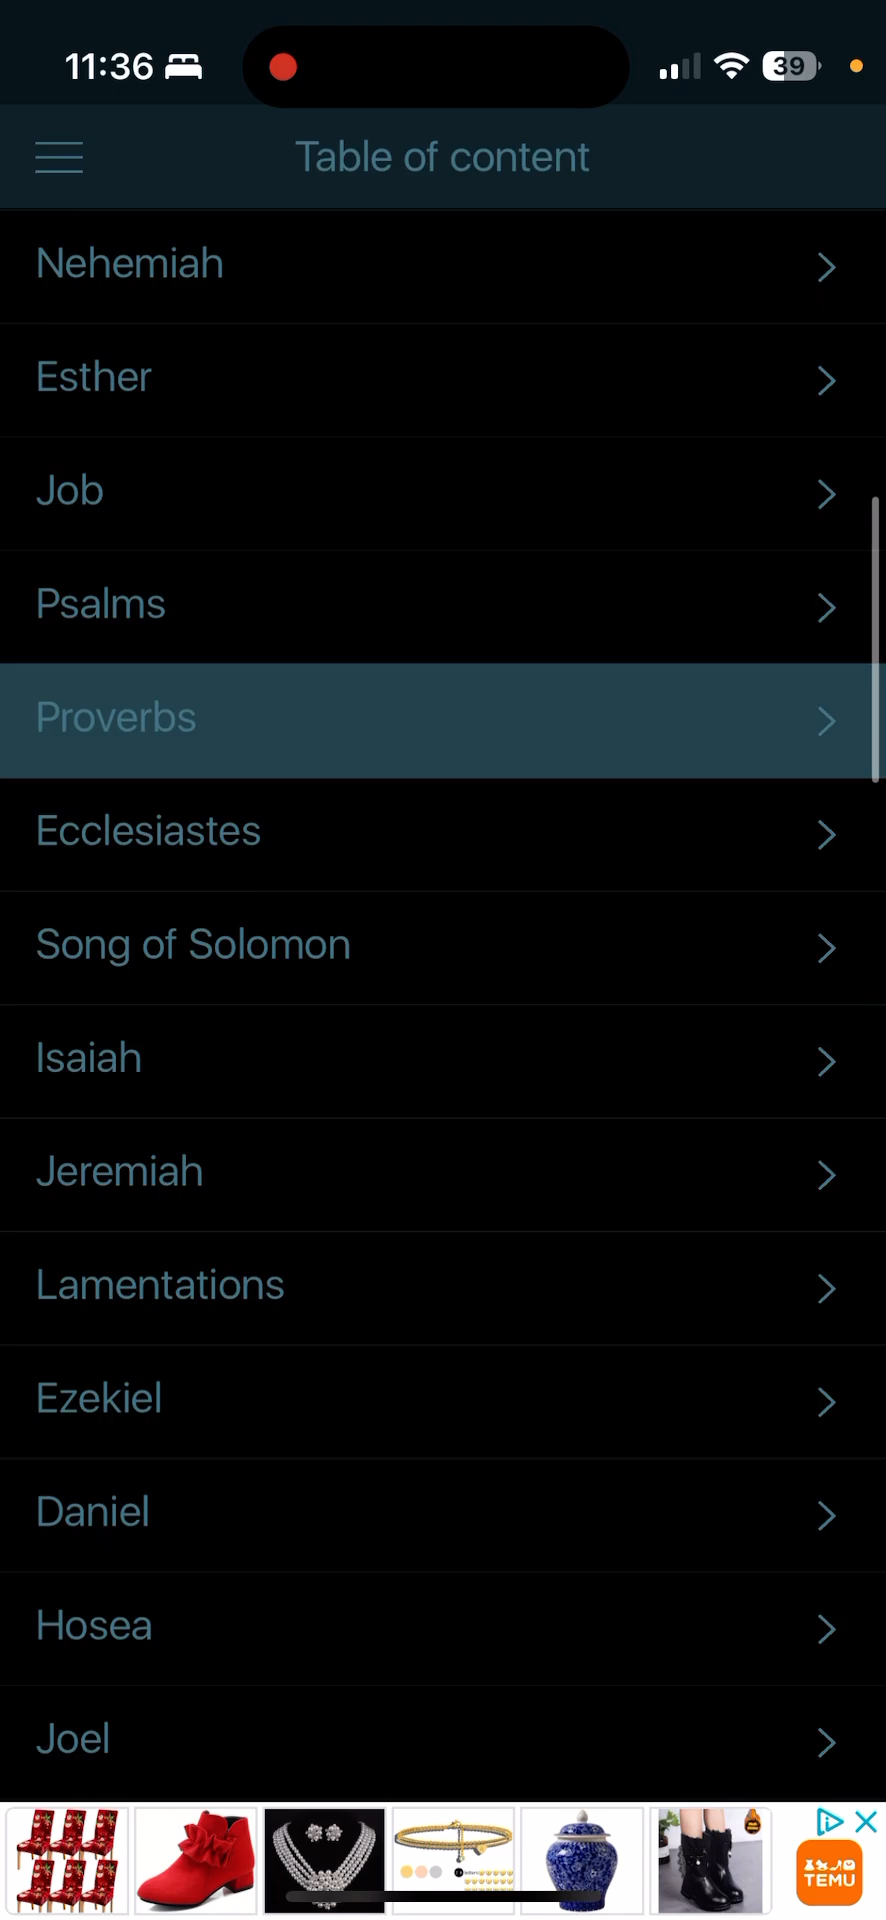 11:36
39
Table of content
Nehemiah
Esther
Job
Psalms
Proverbs
Ecclesiastes
Song of Solomon
Isaiah
Jeremiah
Lamentations
Ezekiel
Daniel
Hosea
Joel
TEMU